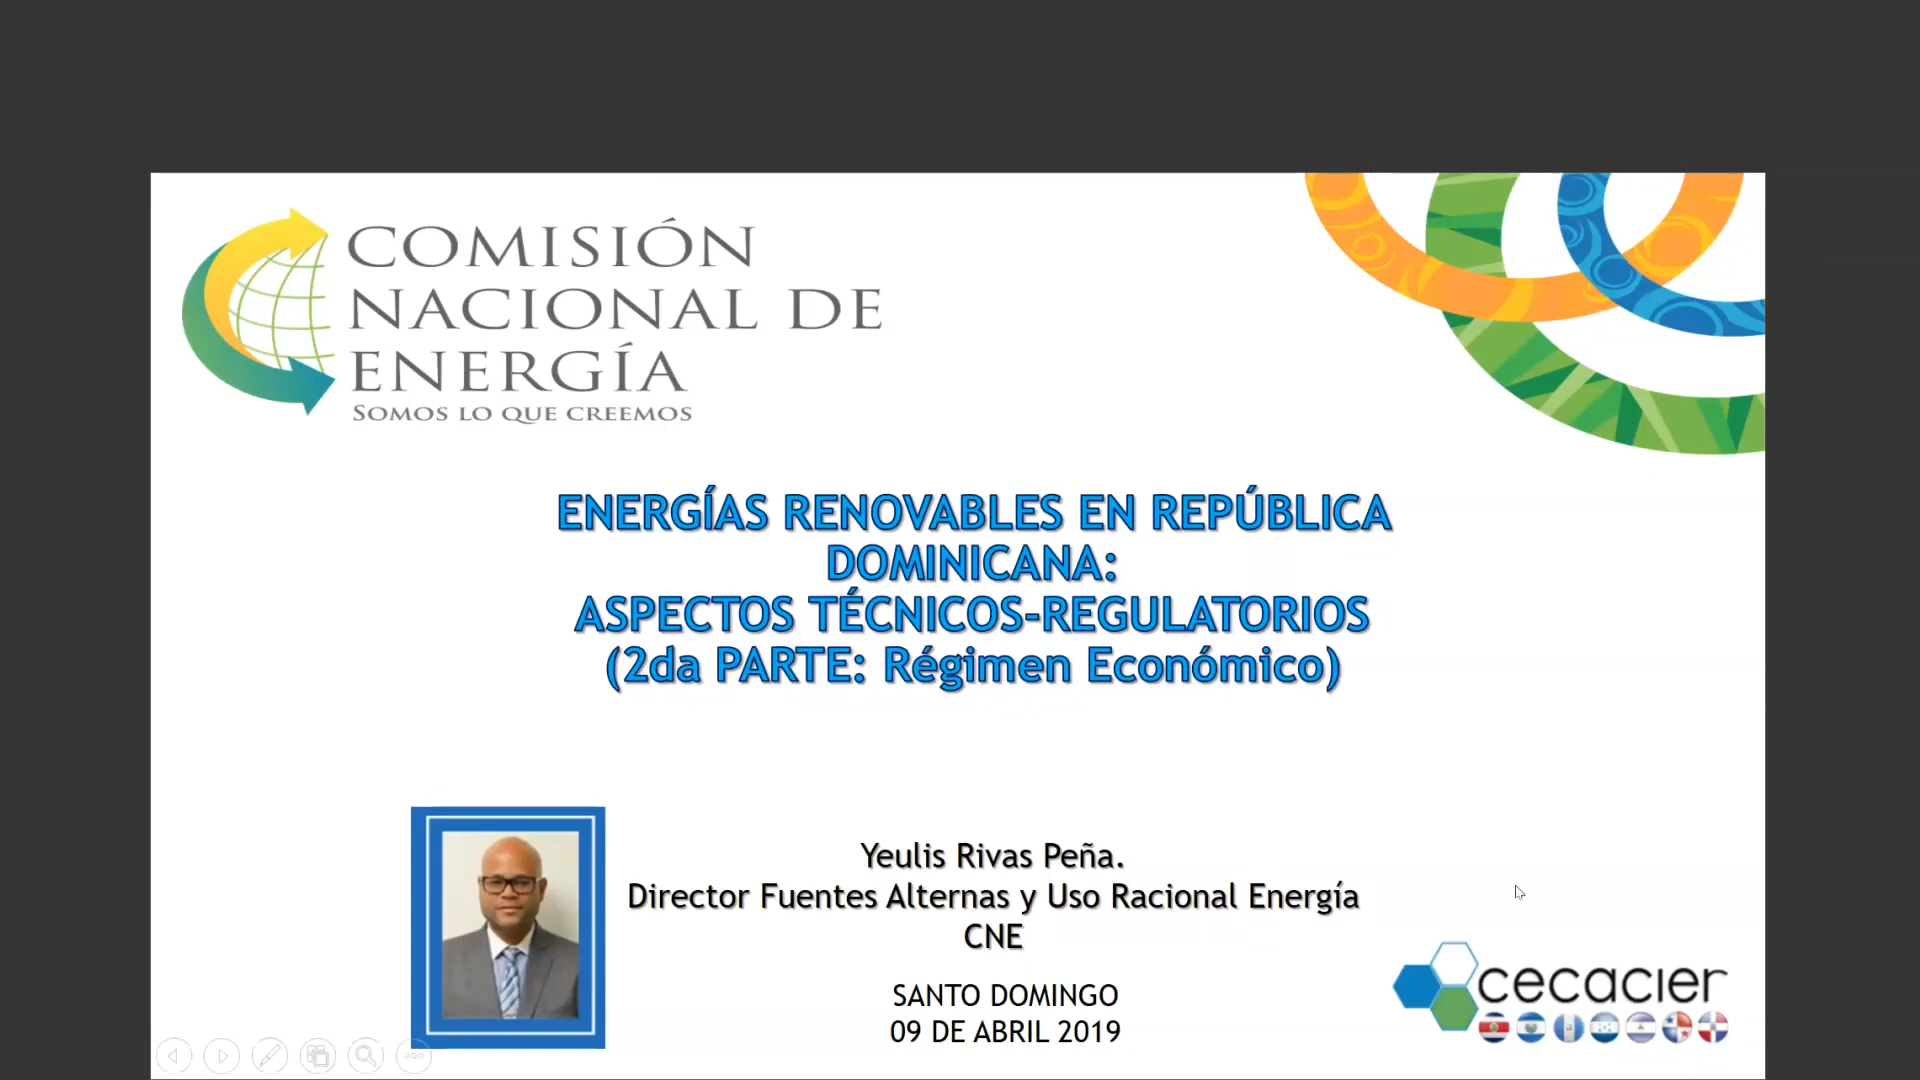 COMISIÓN
NACIONAL DE
ENERGÍA
SOMOS LO QUE CREEMOS
ENERGÍAS RENOVABLES EN REPÚBLICA
DOMINICANA:
ASPECTOS TÉCNICOS-REGULATORIOS
(2da PARTE: Régimen Económico)
Yeulis Rivas Peña.
Director Fuentes Alternas y Uso Racional Energía
CNE
SANTO DOMINGO
09 DE ABRIL 2019
cecacier